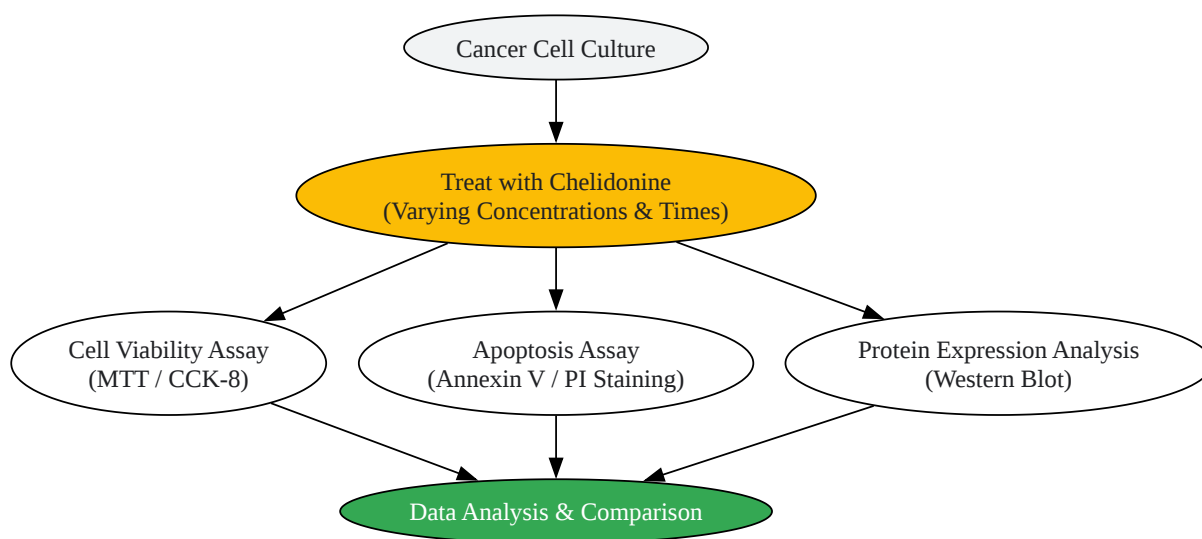 Cancer Cell Culture
Treat with Chelidonine
(Varying Concentrations & Times)
Cell Viability Assay
(MTT / CCK-8)
Apoptosis Assay
(Annexin V / PI Staining)
Protein Expression Analysis
(Western Blot)
Data Analysis & Comparison